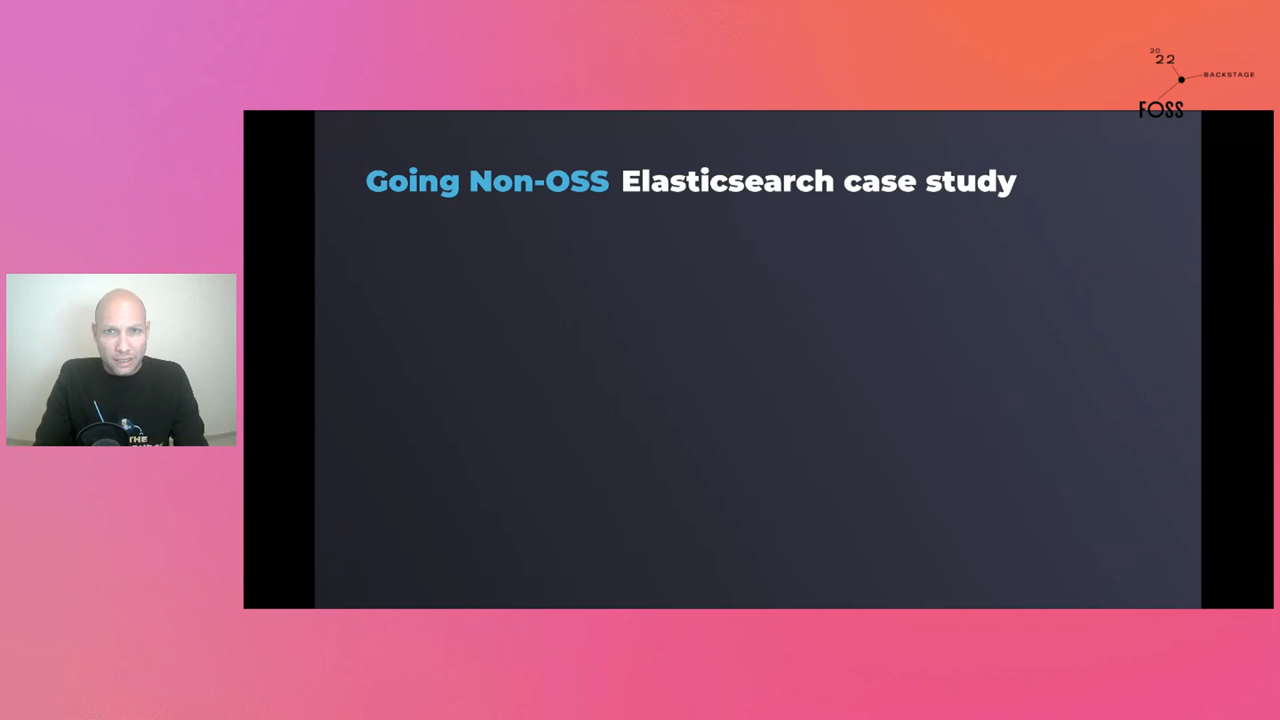 20
22
BACKSTAGE
FOSS
Going Non-OSS Elasticsearch case study
THE